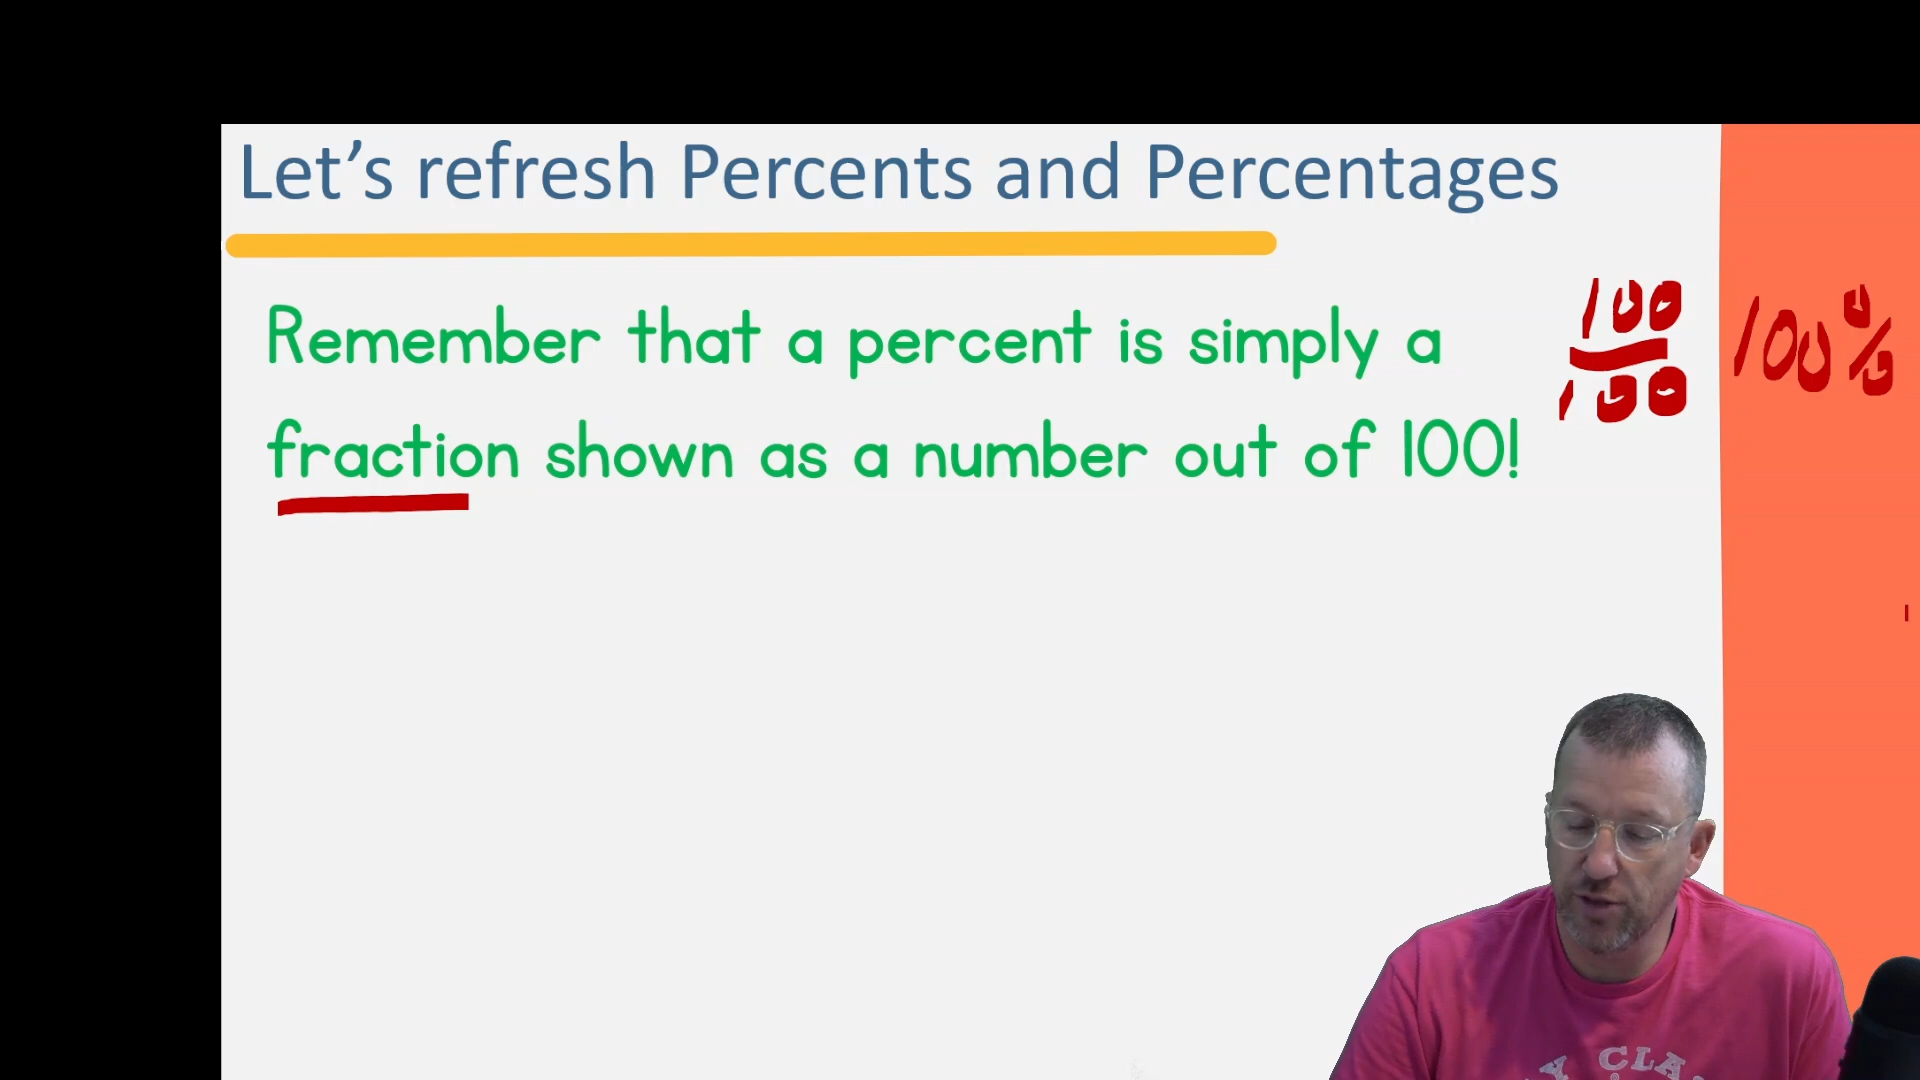 Let's refresh Percents and Percentages
Remember that a percent is simply a
fraction shown as a number out of 100!
100
100
100%